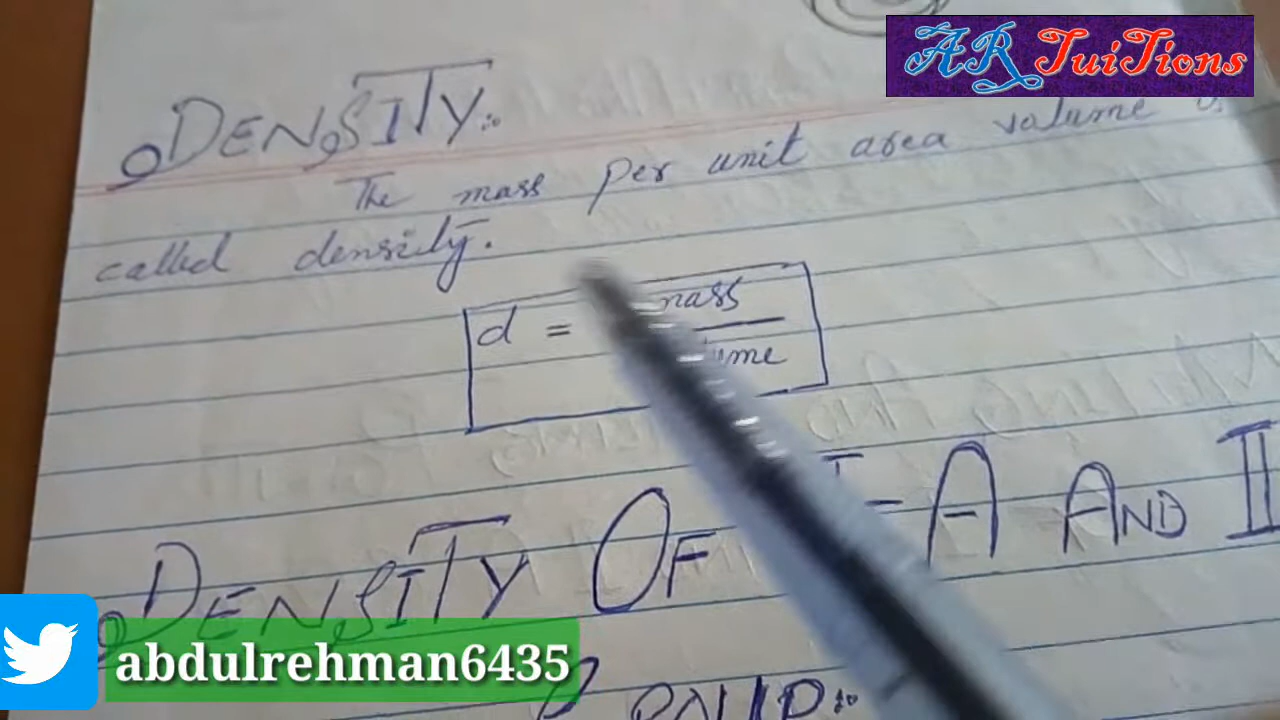 AR TuiTions
DENSITY:-
The mass per unit area volume
called density.
d = mass
DENSITY OF I-A AND II
abdulrehman6435